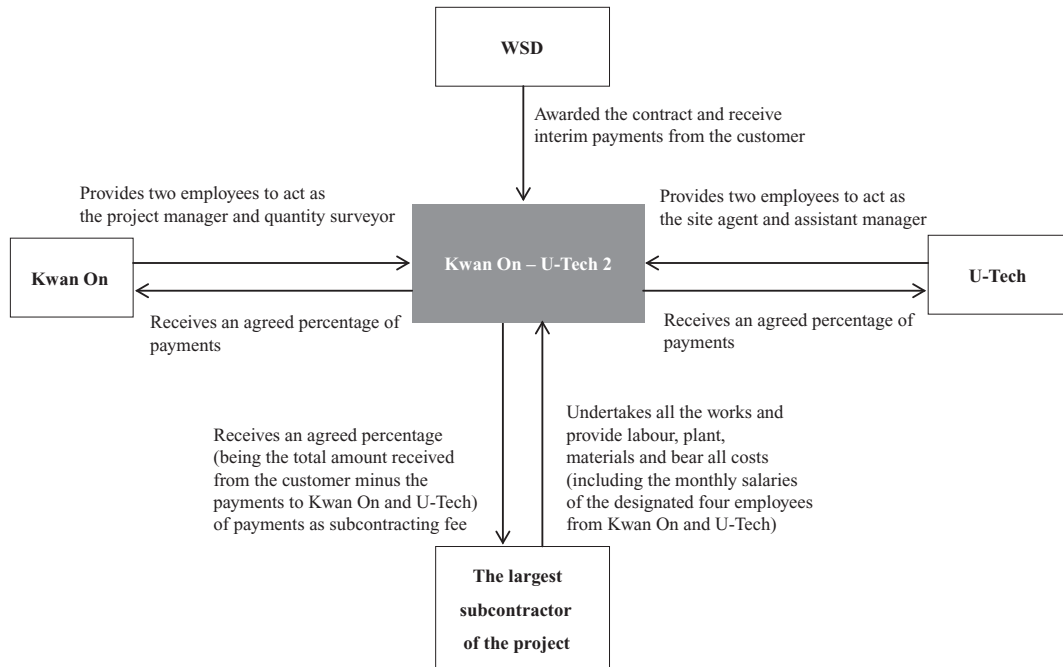 WSD
Awarded the contract and receive
interim payments from the customer
Provides two employees to act as
the project manager and quantity surveyor
Provides two employees to act as
the site agent and assistant manager
Kwan On
Kwan On – U-Tech 2
U-Tech
Receives an agreed percentage of
payments
Receives an agreed percentage of
payments
Receives an agreed percentage
(being the total amount received
from the customer minus the
payments to Kwan On and U-Tech)
of payments as subcontracting fee
Undertakes all the works and
provide labour, plant,
materials and bear all costs
(including the monthly salaries
of the designated four employees
from Kwan On and U-Tech)
The largest
subcontractor
of the project